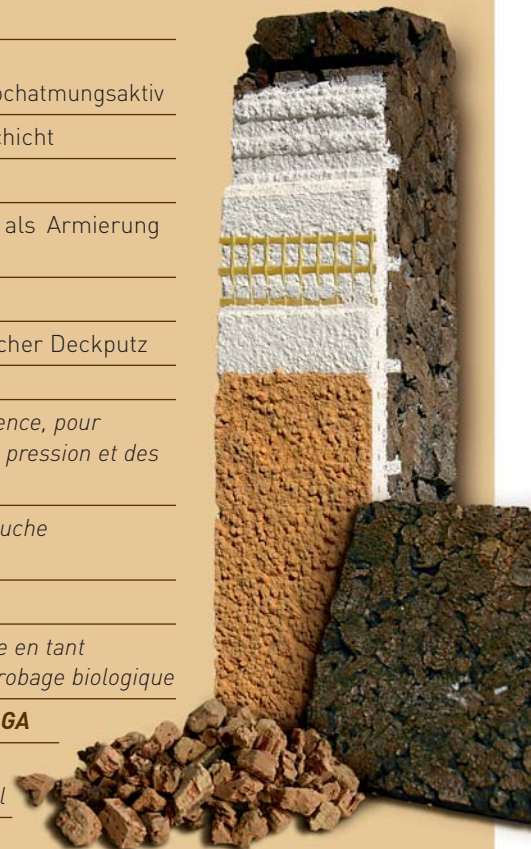 ochatmungsaktiv
chicht
als Armierung
cher Deckputz
ence, pour
pression et des
uche
e en tant
robage biologique
GA
l